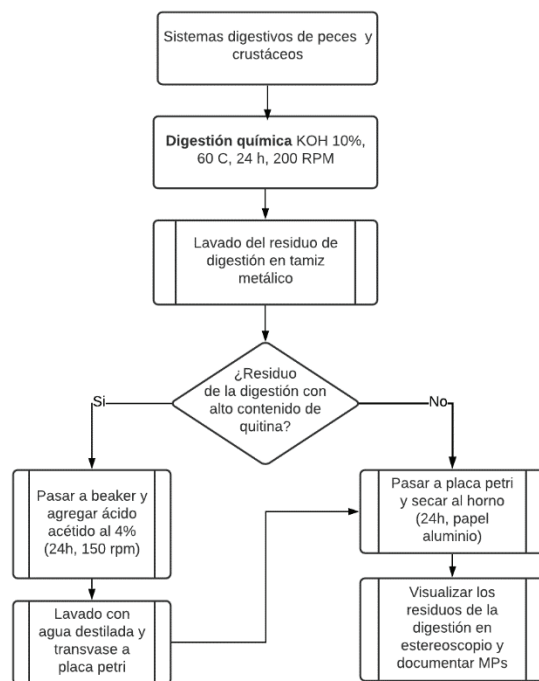 Sistemas digestivos de peces y
crustáceos
Digestión química KOH 10%,
60 C, 24 h, 200 RPM
Lavado del residuo de
digestión en tamiz
metálico
¿Residuo
de la digestión con
alto contenido de
quitina?
Si
No
Pasar a beaker y
agregar ácido
acétido al 4%
(24h, 150 rpm)
Lavado con
agua destilada y
transvase a
placa petri
Pasar a placa petri
y secar al horno
(24h, papel
aluminio)
Visualizar los
residuos de la
digestión en
estereoscopio y
documentar MPs